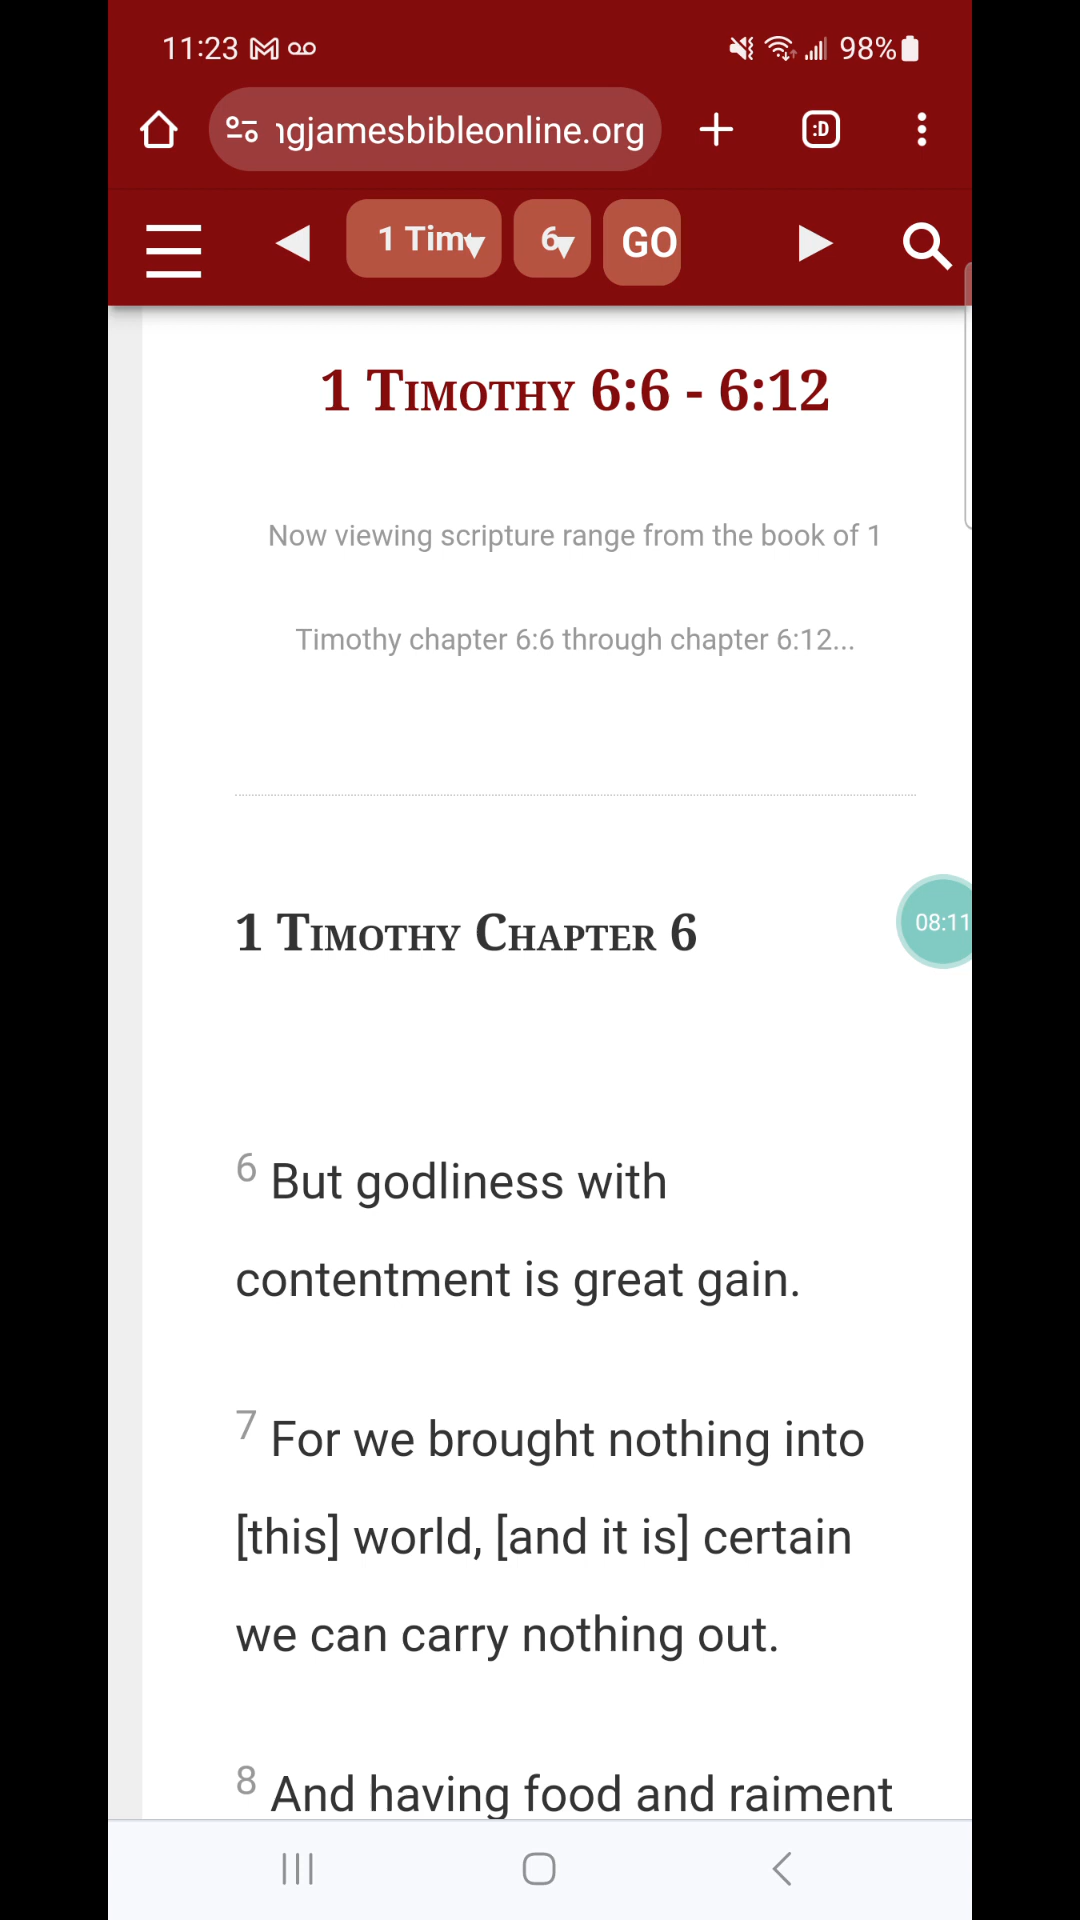 11:23 98%
ngjamesbibleonline.org :D
1 Tim 6 GO
1 Timothy 6:6 - 6:12
Now viewing scripture range from the book of 1
Timothy chapter 6:6 through chapter 6:12...
1 Timothy Chapter 6
08:11
6 But godliness with
contentment is great gain.
7 For we brought nothing into
[this] world, [and it is] certain
we can carry nothing out.
8 And having food and raiment